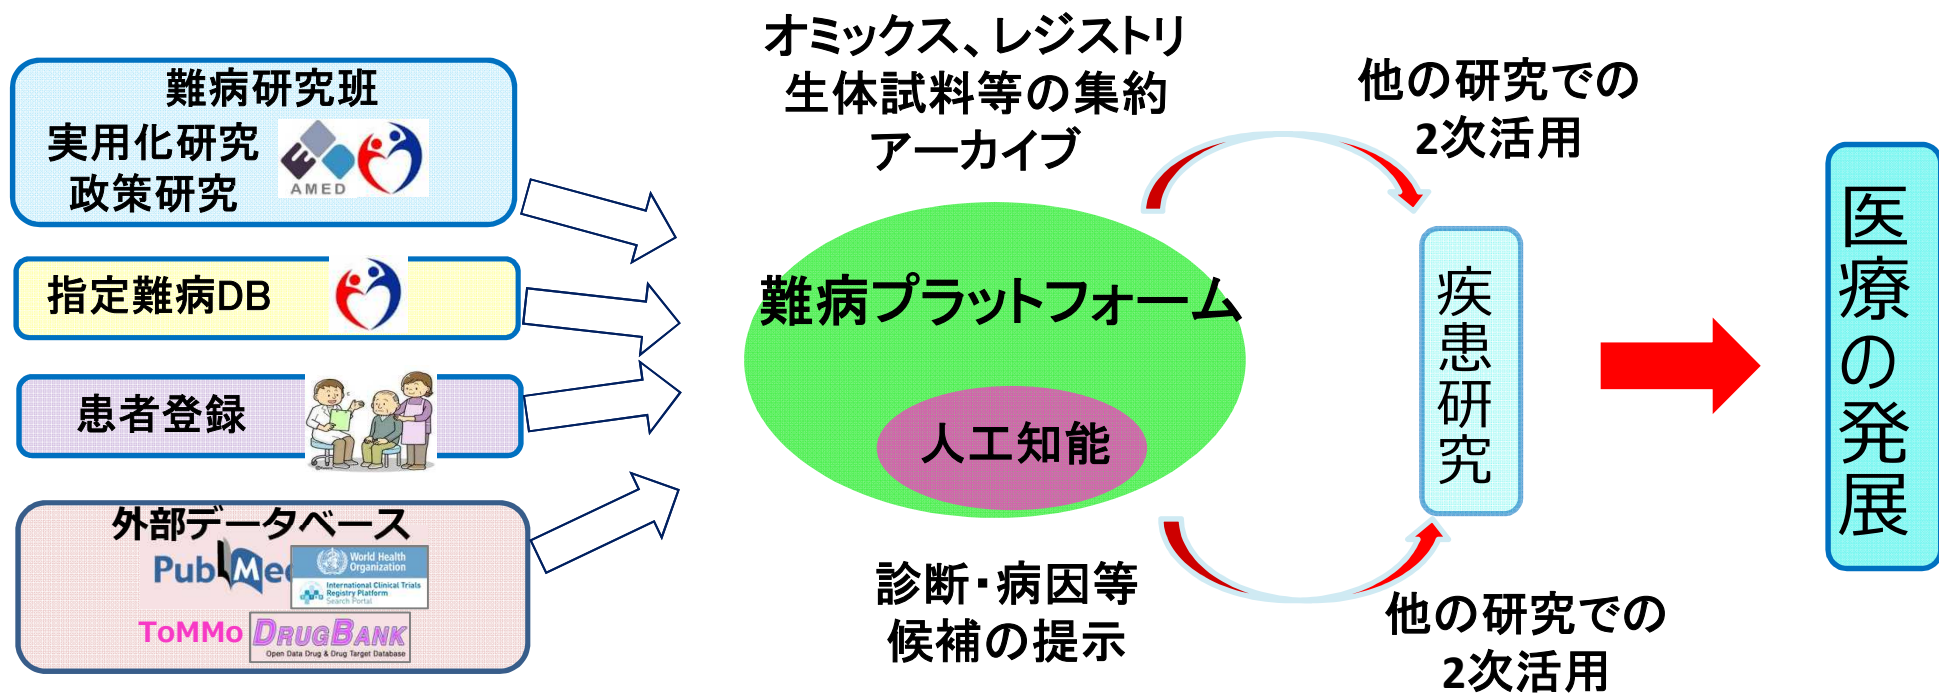 難病研究班
実用化研究
政策研究
AMED
指定難病DB
患者登録
外部データベース
PubMe
World Health
Organization
International Clinical Trials
Registry Platform
Search Portal
ToMMo
DRUGBANK
Open Data Drug & Drug Target Database
オミックス、レジストリ
生体試料等の集約
アーカイブ
難病プラットフォーム
人工知能
診断・病因等
候補の提示
他の研究での
2次活用
疾患研究
他の研究での
2次活用
医療の発展